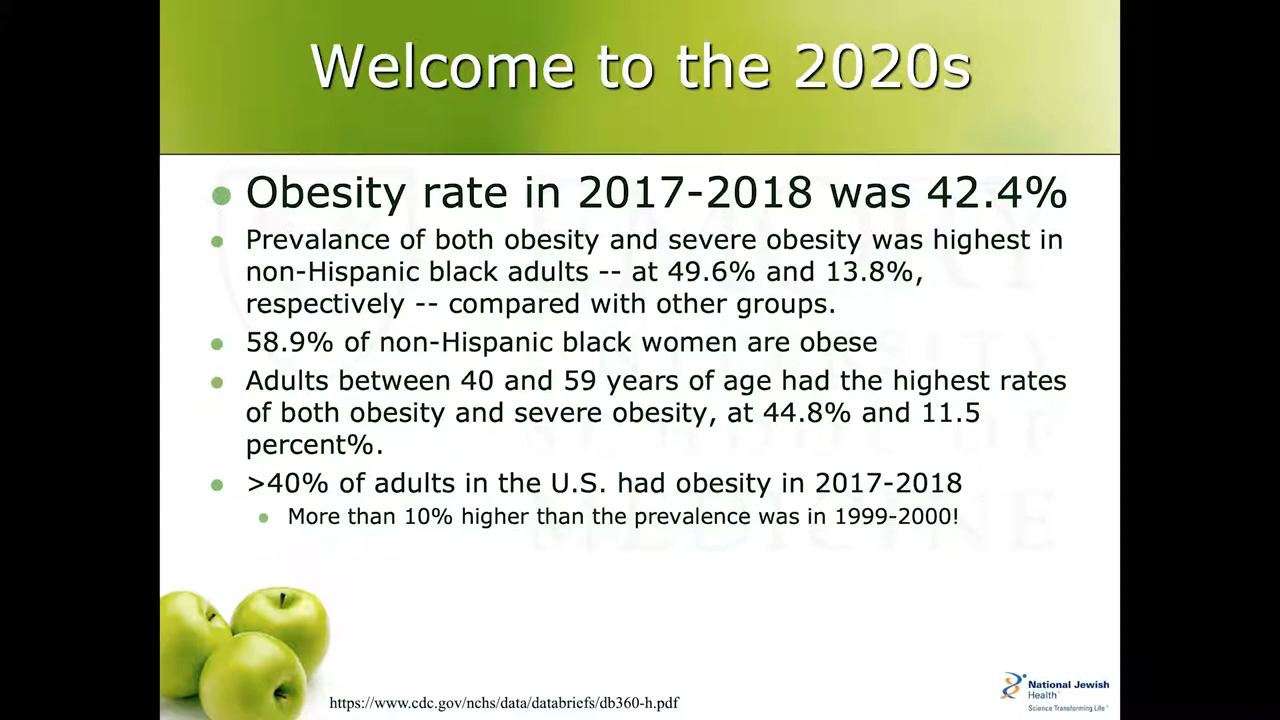 Welcome to the 2020s
Obesity rate in 2017-2018 was 42.4%
Prevalance of both obesity and severe obesity was highest in
non-Hispanic black adults -- at 49.6% and 13.8%,
respectively -- compared with other groups.
58.9% of non-Hispanic black women are obese
Adults between 40 and 59 years of age had the highest rates
of both obesity and severe obesity, at 44.8% and 11.5
percent%.
>40% of adults in the U.S. had obesity in 2017-2018
More than 10% higher than the prevalence was in 1999-2000!
https://www.cdc.gov/nchs/data/databriefs/db360-h.pdf
National Jewish
Health
Science Transforming Life